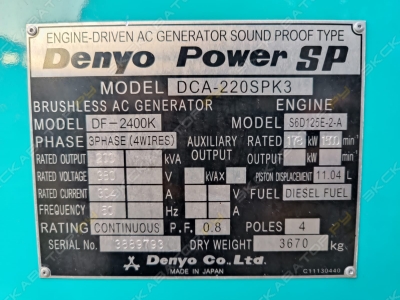 ENGINE-DRIVEN AC GENERATOR SOUND PROOF TYPE
Denyo Power SP
MODEL DCA-220SPK3
BRUSHLESS AC GENERATOR ENGINE
MODEL DF-2400K MODEL S6D125E-2-A
PHASE 3PHASE (4WIRES) AUXILIARY OUTPUT RATED OUTPUT kW min⁻¹
RATED OUTPUT kVA
RATED VOLTAGE V kVAX PISTON DISPLACEMENT 11.04 L
RATED CURRENT A FUEL DIESEL FUEL
FREQUENCY Hz
RATING CONTINUOUS P.F. 0.8 POLES 4
SERIAL No. DRY WEIGHT 3670 kg.
Denyo Co., Ltd.
MADE IN JAPAN C11130440